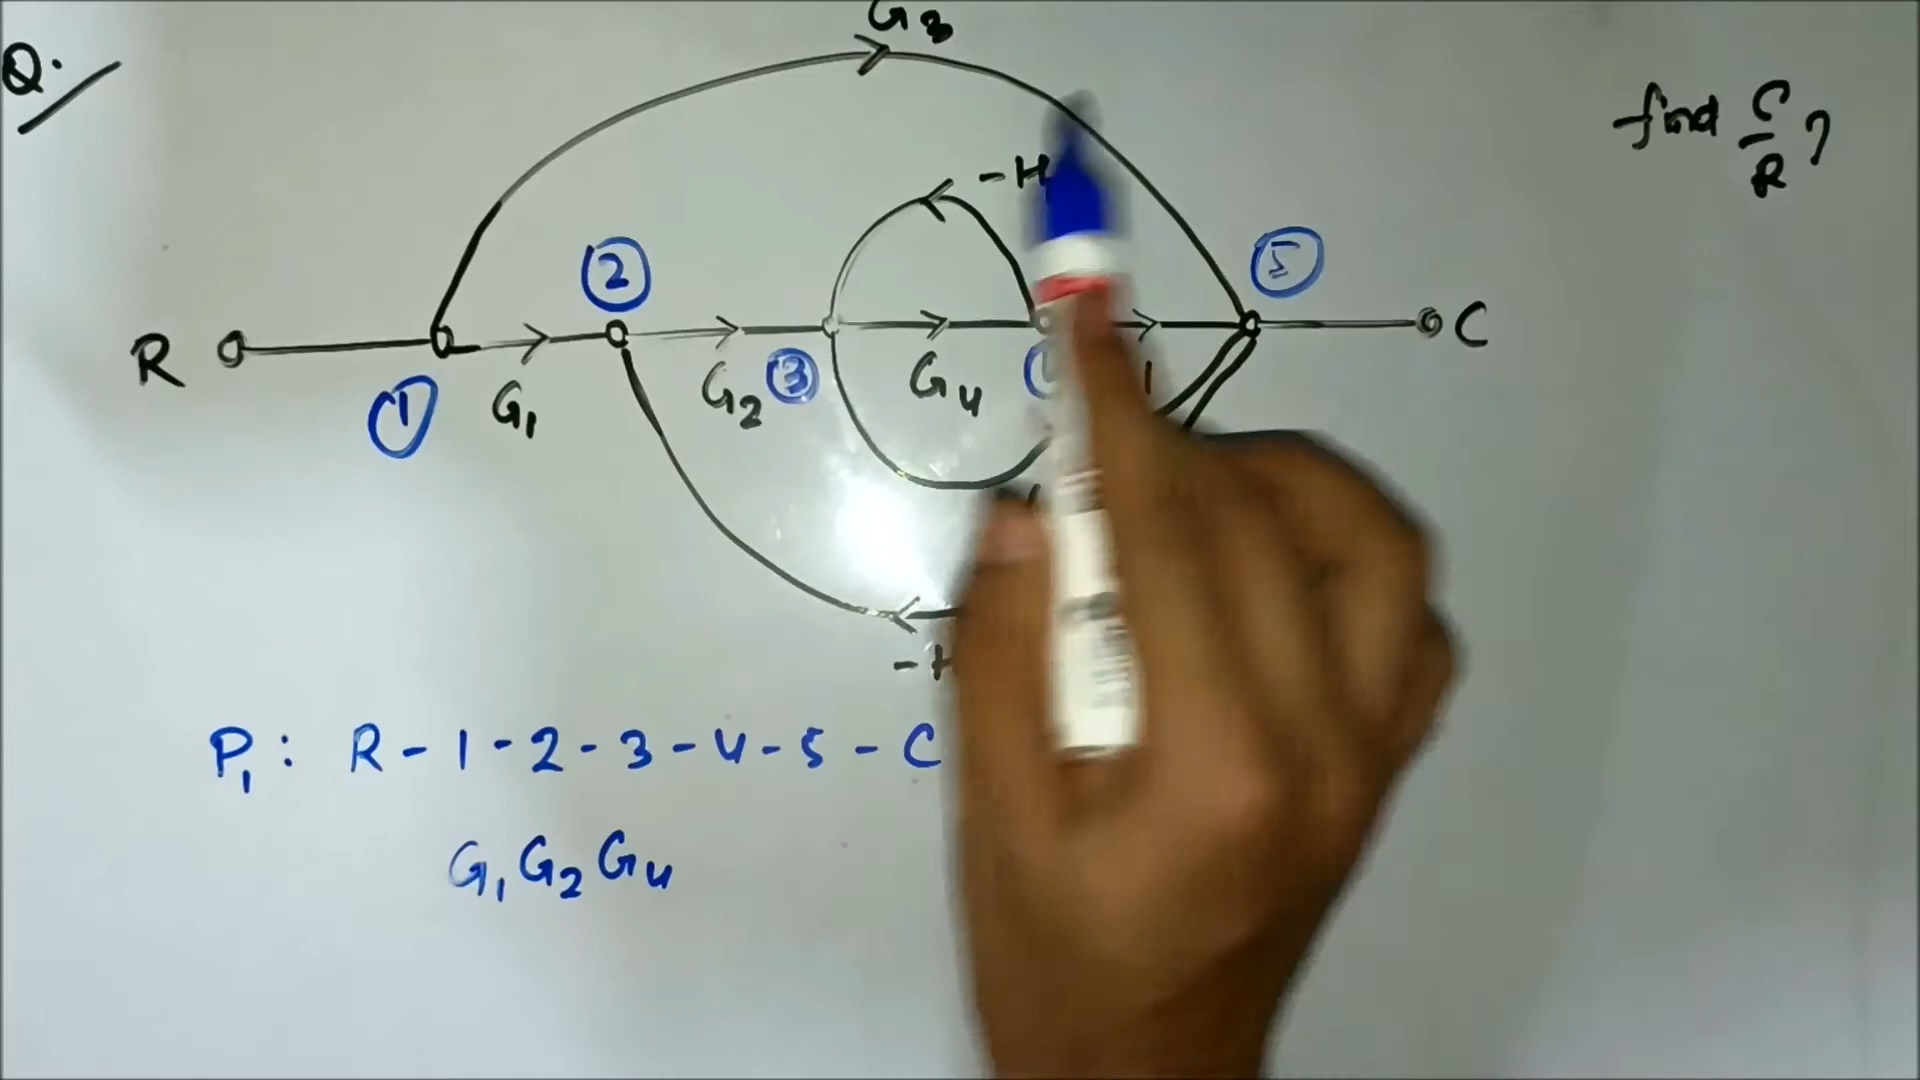 Q.
G3
find C/R ?
-H
2
5
R
C
1
G1
G2
3
G4
1
-H
P1 : R - 1 - 2 - 3 - 4 - 5 - C
G1 G2 G4